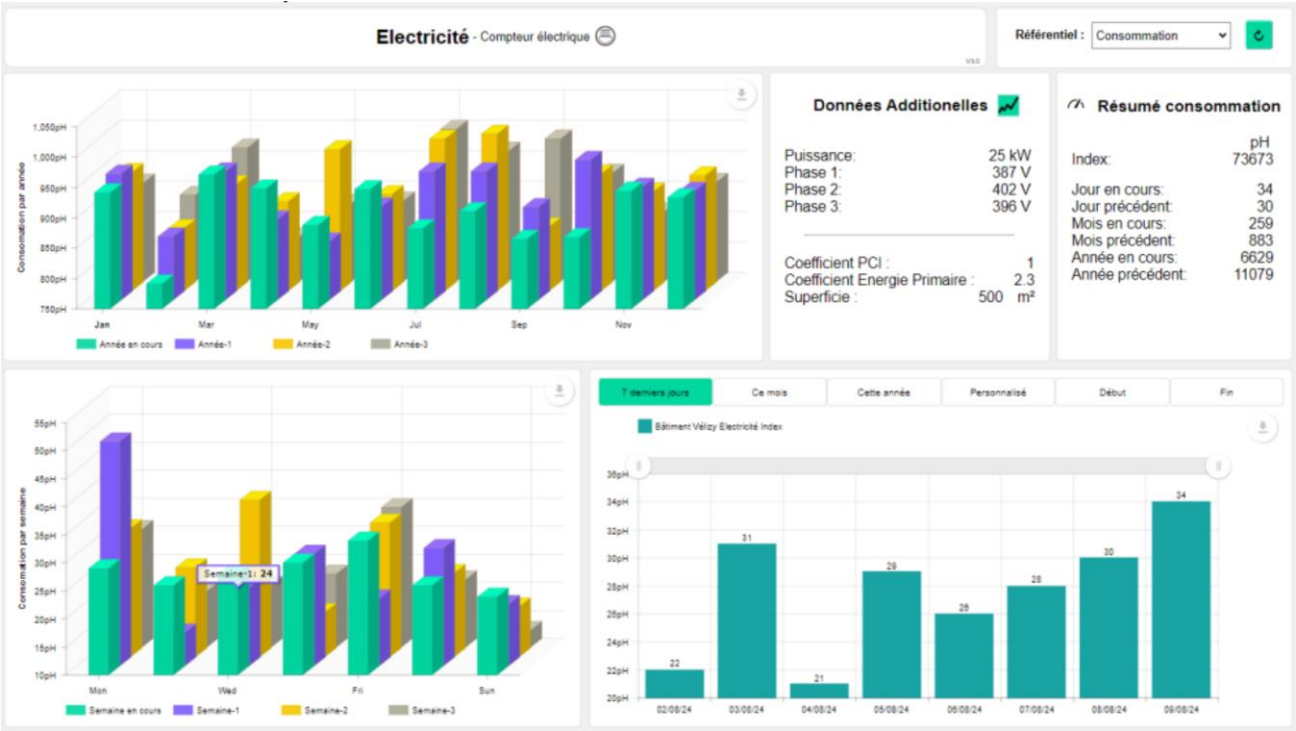 Electricité - Compteur électrique
V3.0
Référentiel : Consommation
Consomation par année
1,050pH
1,000pH
950pH
900pH
850pH
800pH
750pH
Jan Mar May Jul Sep Nov
Année en cours Année-1 Année-2 Année-3
Données Additionelles
Puissance: 25 kW
Phase 1: 387 V
Phase 2: 402 V
Phase 3: 396 V
Coefficient PCI : 1
Coefficient Energie Primaire : 2.3
Superficie : 500 m²
Résumé consommation
pH
Index: 73673
Jour en cours: 34
Jour précédent: 30
Mois en cours: 259
Mois précédent: 883
Année en cours: 6629
Année précédent: 11079
Consomation par semaine
55pH
50pH
45pH
40pH
35pH
30pH
25pH
20pH
15pH
10pH
Semaine-1: 24
Mon Wed Fri Sun
Semaine en cours Semaine-1 Semaine-2 Semaine-3
7 derniers jours Ce mois Cette année Personnalisé Début Fin
Bâtiment Vélizy Electricité Index
36pH
34pH
32pH
30pH
28pH
26pH
24pH
22pH
20pH
22 31 21 29 26 28 30 34
02/08/24 03/08/24 04/08/24 05/08/24 06/08/24 07/08/24 08/08/24 09/08/24